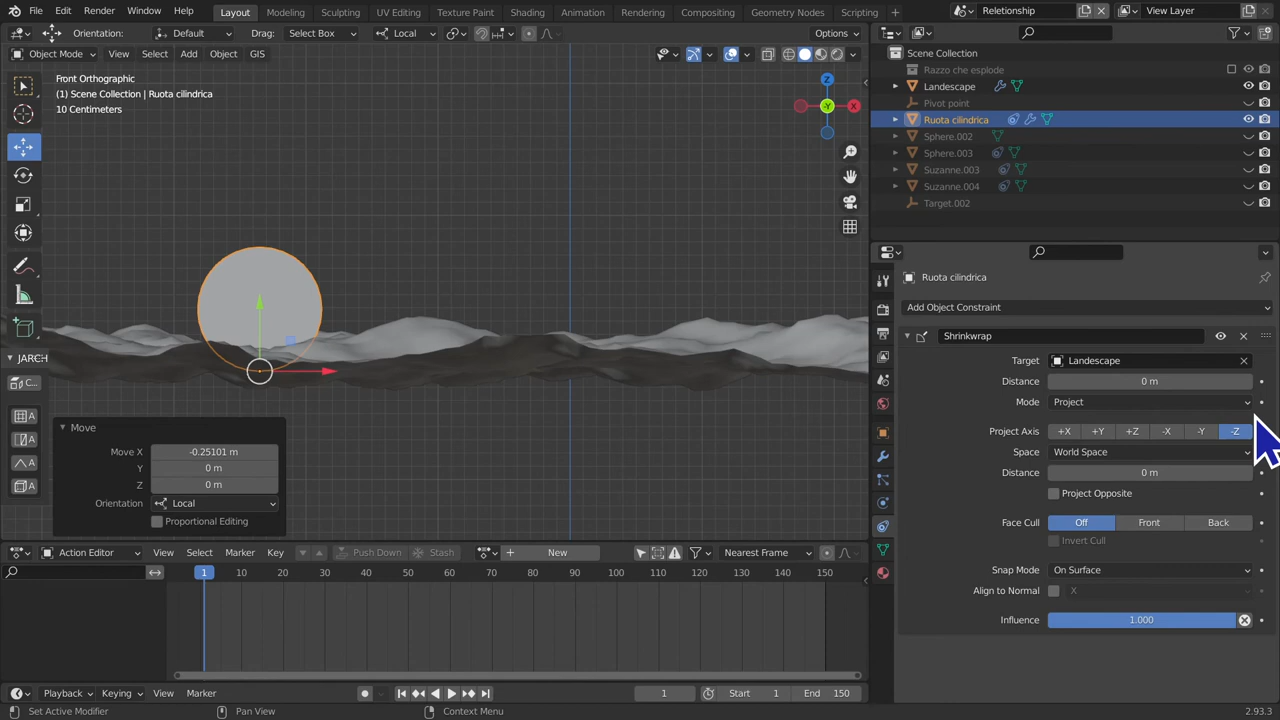 File Edit Render Window Help Layout Modeling Sculpting UV Editing Texture Paint Shading Animation Rendering Compositing Geometry Nodes Scripting + Relationship View Layer
Orientation: Default Drag: Select Box Local Options
Object Mode View Select Add Object GIS
Front Orthographic
(1) Scene Collection | Ruota cilindrica
10 Centimeters
Z
X
-Y
JARCH
C...
A
A
A
A
Move
Move X -0.25101 m
Y 0 m
Z 0 m
Orientation Local
Proportional Editing
Scene Collection
Razzo che esplode
Landscape
Pivot point
Ruota cilindrica
Sphere.002
Sphere.003
Suzanne.003
Suzanne.004
Target.002
Ruota cilindrica
Add Object Constraint
Shrinkwrap
Target Landscape
Distance 0 m
Mode Project
Project Axis +X +Y +Z -X -Y -Z
Space World Space
Distance 0 m
Project Opposite
Face Cull Off Front Back
Invert Cull
Snap Mode On Surface
Align to Normal X
Influence 1.000
Action Editor View Select Marker Key Push Down Stash + New Nearest Frame
1 10 20 30 40 50 60 70 80 90 100 110 120 130 140 150
Playback Keying View Marker 1 Start 1 End 150
Set Active Modifier Pan View Context Menu 2.93.3